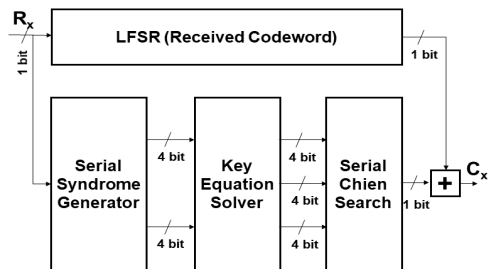 Rx
LFSR (Received Codeword)
1 bit
1 bit
Serial
Syndrome
Generator
4 bit
4 bit
Key
Equation
Solver
4 bit
4 bit
4 bit
Serial
Chien
Search
1 bit
+
Cx